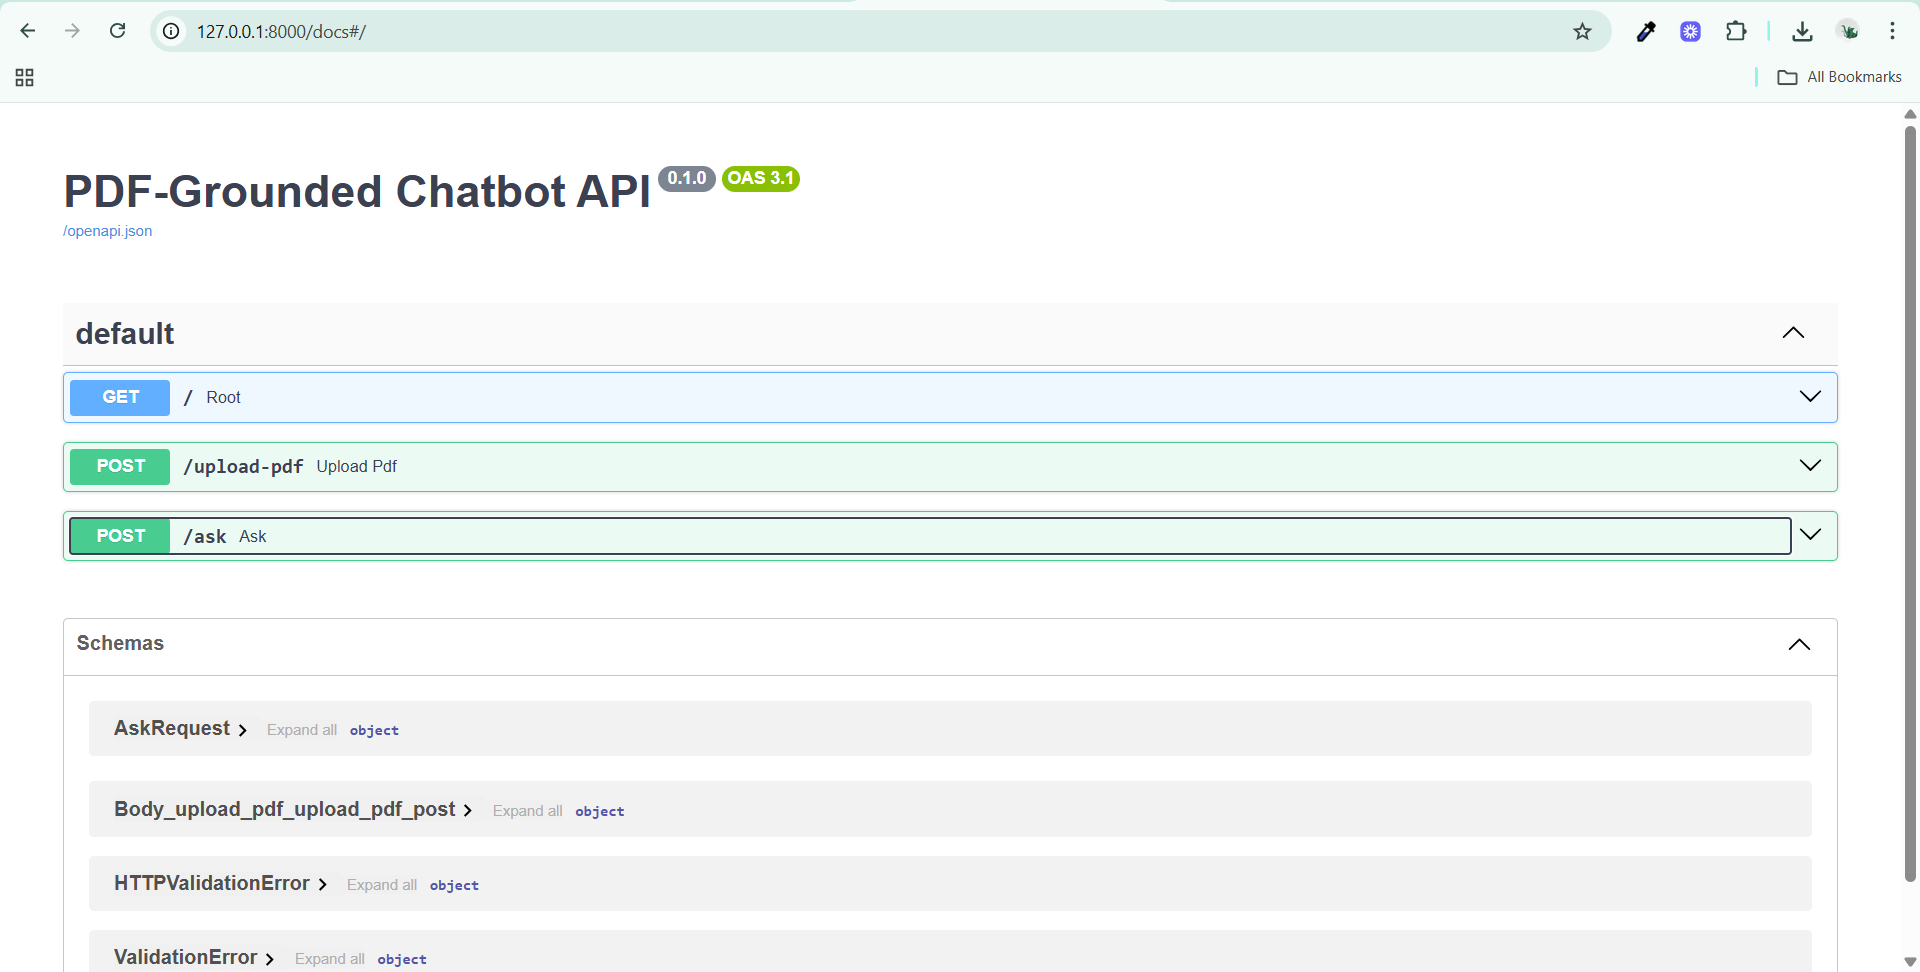 127.0.0.1:8000/docs#/
All Bookmarks
PDF-Grounded Chatbot API 0.1.0 OAS 3.1
/openapi.json
default
GET / Root
POST /upload-pdf Upload Pdf
POST /ask Ask
Schemas
AskRequest Expand all object
Body_upload_pdf_upload_pdf_post Expand all object
HTTPValidationError Expand all object
ValidationError Expand all object